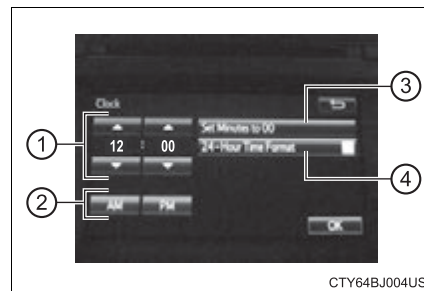 Clock
Set Minutes to 00
12 : 00
24-Hour Time Format
AM PM
OK
1
2
3
4
CTY64BJ004US